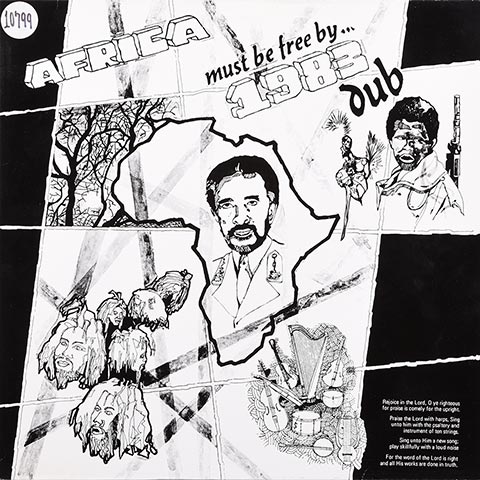 10799
AFRICA
must be free by...
1983
dub
Rejoice in the Lord, O ye righteous
for praise is comely for the upright.
Praise the Lord with harps, Sing
unto him with the psaltery and
instrument of ten strings.
Sing unto Him a new song;
play skillfully with a loud noise
For the word of the Lord is right
and all His works are done in truth.